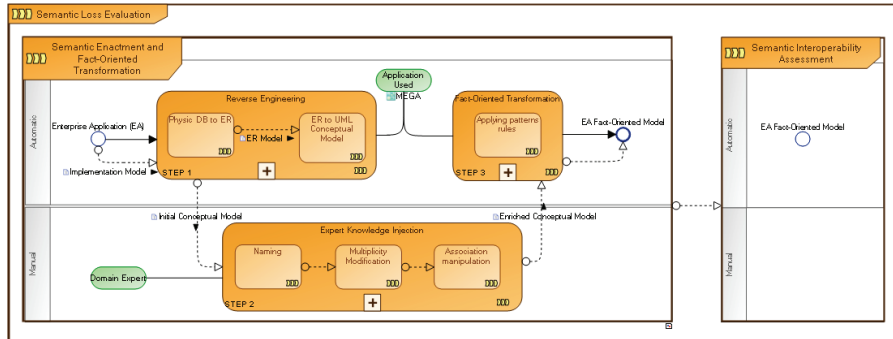 Semantic Loss Evaluation
Semantic Enactment and
Fact-Oriented
Transformation
Semantic Interoperability
Assessment
Application
Used
MEGA
Reverse Engineering
Fact-Oriented Transformation
Automatic
Enterprise Application (EA)
Physic DB to ER
ER to UML
Conceptual
Model
ER Model
Applying patterns
rules
EA Fact-Oriented Model
Automatic
EA Fact-Oriented Model
Implementation Model
STEP 1
STEP 3
Initial Conceptual Model
Enriched Conceptual Model
Manual
Expert Knowledge Injection
Naming
Multiplicity
Modification
Association
manipulation
Domain Expert
STEP 2
Manual